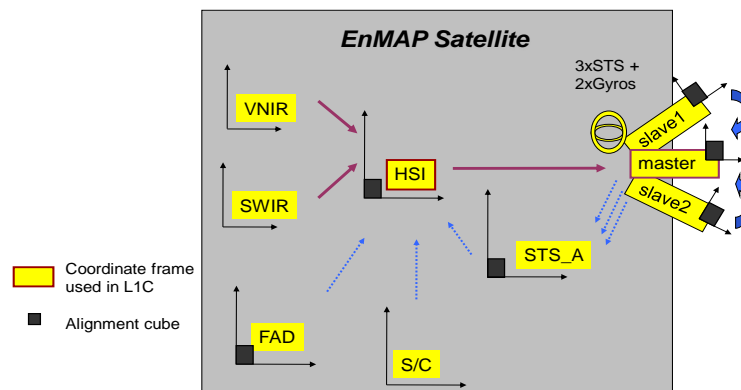 EnMAP Satellite
3xSTS +
2xGyros
VNIR
slave1
HSI
master
SWIR
slave2
STS_A
Coordinate frame
used in L1C
Alignment cube
FAD
S/C